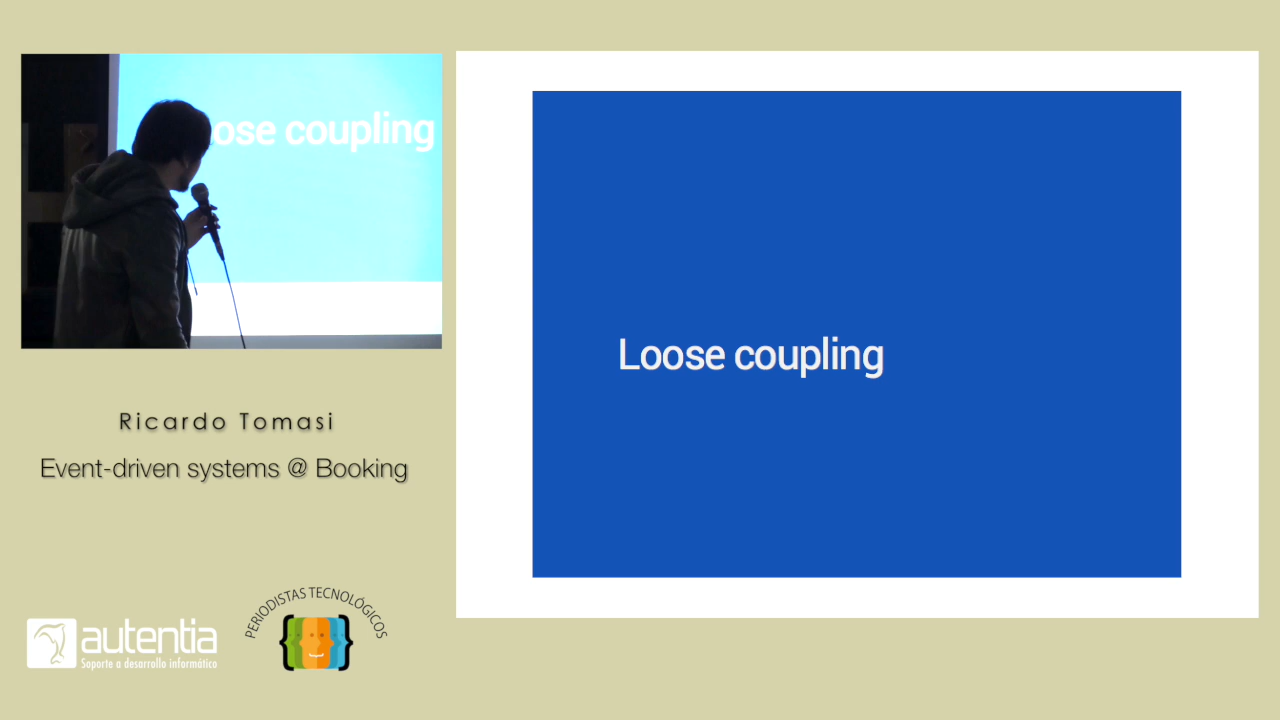 ose coupling
Loose coupling
Ricardo Tomasi
Event-driven systems @ Booking
autentia
Soporte a desarrollo informático
PERIODISTAS TECNOLÓGICOS